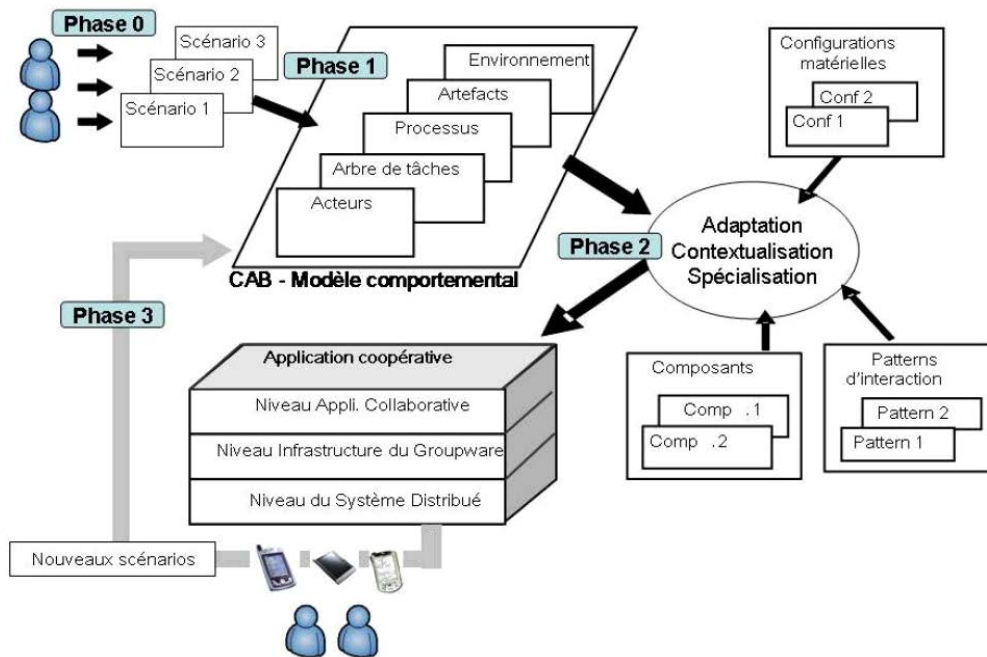 Phase 0
Scénario 3
Scénario 2
Scénario 1
Phase 1
Environnement
Artefacts
Processus
Arbre de tâches
Acteurs
CAB - Modèle comportemental
Configurations
matérielles
Conf 2
Conf 1
Phase 2
Adaptation
Contextualisation
Spécialisation
Phase 3
Application coopérative
Niveau Appli. Collaborative
Niveau Infrastructure du Groupware
Niveau du Système Distribué
Composants
Comp .1
Comp .2
Patterns
d'interaction
Pattern 2
Pattern 1
Nouveaux scénarios